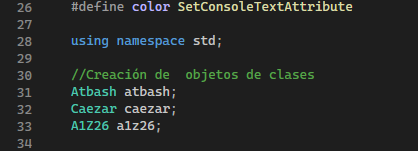 26 #define color SetConsoleTextAttribute
27
28 using namespace std;
29
30 //Creación de  objetos de clases
31 Atbash atbash;
32 Caezar caezar;
33 A1Z26 a1z26;
34